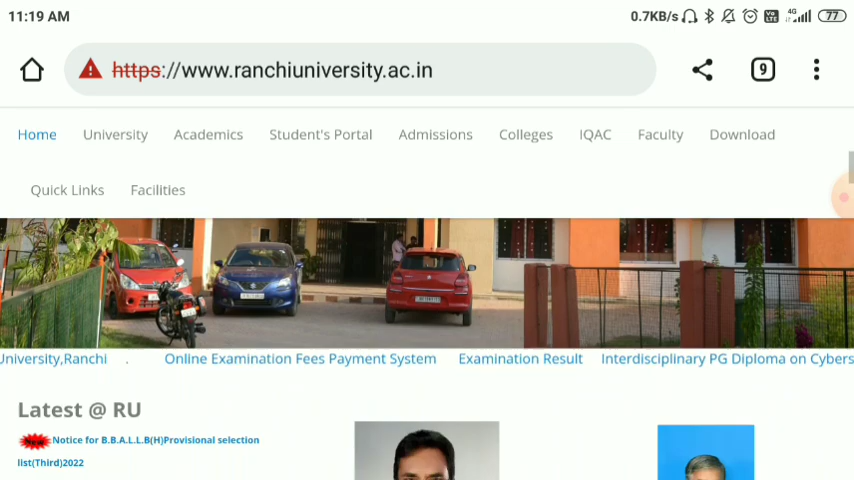 11:19 AM
0.7KB/s 4G 77
https://www.ranchiuniversity.ac.in
9
Home University Academics Student's Portal Admissions Colleges IQAC Faculty Download
Quick Links Facilities
University,Ranchi . Online Examination Fees Payment System Examination Result Interdisciplinary PG Diploma on Cybers
Latest @ RU
New Notice for B.B.A.L.L.B(H)Provisional selection
list(Third)2022